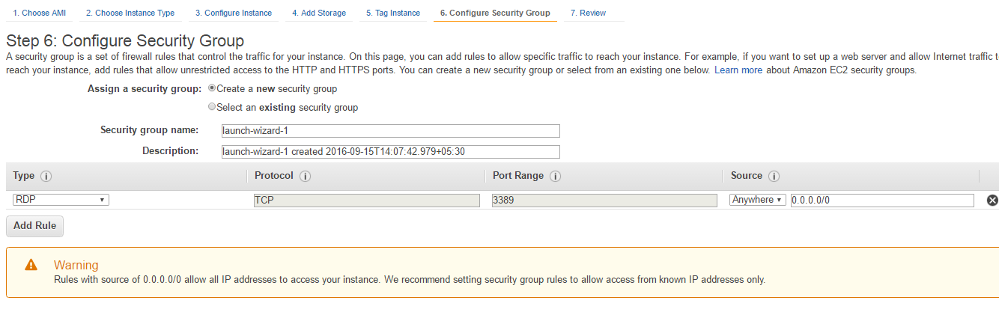 1. Choose AMI 2. Choose Instance Type 3. Configure Instance 4. Add Storage 5. Tag Instance 6. Configure Security Group 7. Review
Step 6: Configure Security Group
A security group is a set of firewall rules that control the traffic for your instance. On this page, you can add rules to allow specific traffic to reach your instance. For example, if you want to set up a web server and allow Internet traffic t
reach your instance, add rules that allow unrestricted access to the HTTP and HTTPS ports. You can create a new security group or select from an existing one below. Learn more about Amazon EC2 security groups.
Assign a security group: Create a new security group
Select an existing security group
Security group name: launch-wizard-1
Description: launch-wizard-1 created 2016-09-15T14:07:42.979+05:30
Type i Protocol i Port Range i Source i
RDP TCP 3389 Anywhere 0.0.0.0/0
Add Rule
Warning
Rules with source of 0.0.0.0/0 allow all IP addresses to access your instance. We recommend setting security group rules to allow access from known IP addresses only.